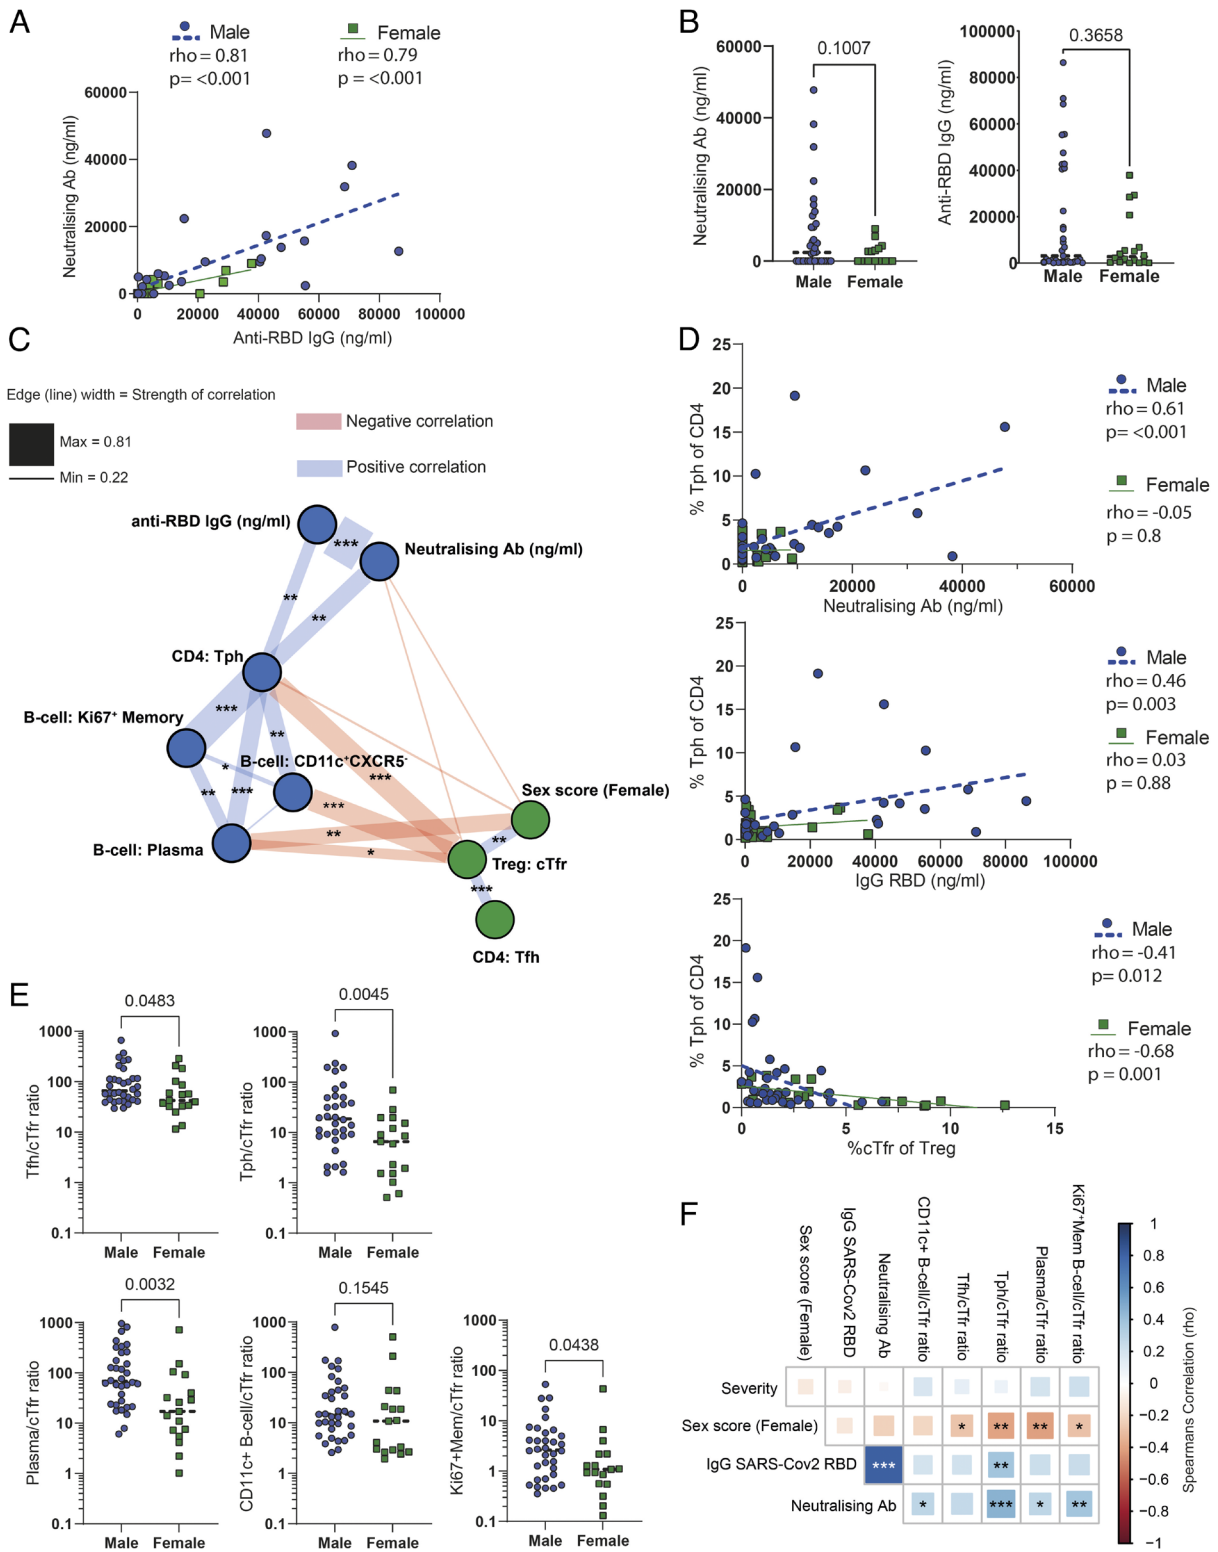 A
Male
rho = 0.81
p= <0.001
Female
rho = 0.79
p = <0.001
Neutralising Ab (ng/ml)
60000
40000
20000
0
0 20000 40000 60000 80000 100000
Anti-RBD IgG (ng/ml)
B
Neutralising Ab (ng/ml)
60000
40000
20000
0
0.1007
Male Female
Anti-RBD IgG (ng/ml)
100000
80000
60000
40000
20000
0
0.3658
Male Female
C
Edge (line) width = Strength of correlation
Max = 0.81
Min = 0.22
Negative correlation
Positive correlation
anti-RBD IgG (ng/ml)
***
Neutralising Ab (ng/ml)
**
**
CD4: Tph
***
B-cell: Ki67+ Memory
**
B-cell: CD11c+CXCR5-
*
***
**
***
***
Sex score (Female)
**
**
B-cell: Plasma
*
Treg: cTfr
***
CD4: Tfh
D
% Tph of CD4
25
20
15
10
5
0
0 20000 40000 60000
Neutralising Ab (ng/ml)
Male
rho = 0.61
p= <0.001
Female
rho = -0.05
p = 0.8
% Tph of CD4
25
20
15
10
5
0
0 20000 40000 60000 80000 100000
IgG RBD (ng/ml)
Male
rho = 0.46
p= 0.003
Female
rho = 0.03
p = 0.88
% Tph of CD4
25
20
15
10
5
0
0 5 10 15
%cTfr of Treg
Male
rho = -0.41
p= 0.012
Female
rho = -0.68
p = 0.001
E
Tfh/cTfr ratio
1000
100
10
1
0.1
0.0483
Male Female
Tph/cTfr ratio
1000
100
10
1
0.1
0.0045
Male Female
Plasma/cTfr ratio
1000
100
10
1
0.1
0.0032
Male Female
CD11c+ B-cell/cTfr ratio
1000
100
10
1
0.1
0.1545
Male Female
Ki67+Mem/cTfr ratio
1000
100
10
1
0.1
0.0438
Male Female
F
Sex score (Female)
IgG SARS-Cov2 RBD
Neutralising Ab
CD11c+ B-cell/cTfr ratio
Tfh/cTfr ratio
Tph/cTfr ratio
Plasma/cTfr ratio
Ki67+Mem B-cell/cTfr ratio
Severity
Sex score (Female) * ** ** *
IgG SARS-Cov2 RBD *** **
Neutralising Ab * *** * **
1
0.8
0.6
0.4
0.2
0
−0.2
−0.4
−0.6
−0.8
−1
Spearmans Correlation (rho)